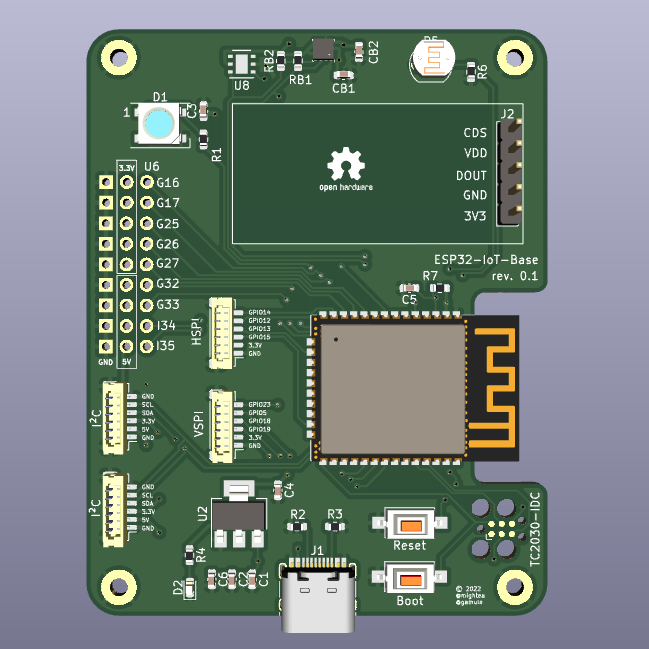 RB2
RB1
CB1
CB2
U8
R6
D1
1
C3
R1
J2
CDS
VDD
DOUT
GND
3V3
open hardware
3.3V
U6
G16
G17
G25
G26
G27
G32
G33
I34
I35
GND
5V
ESP32-IoT-Base
rev. 0.1
R7
C5
HSPI
GPIO14
GPIO12
GPIO13
GPIO15
3.3V
GND
I²C
GND
SCL
SDA
3.3V
5V
GND
VSPI
GPIO23
GPIO5
GPIO18
GPIO19
3.3V
GND
I²C
GND
SCL
SDA
3.3V
5V
GND
C4
U2
R2
R3
R4
J1
D2
C6
C2
C1
Reset
Boot
TC2030-IDC
© 2022